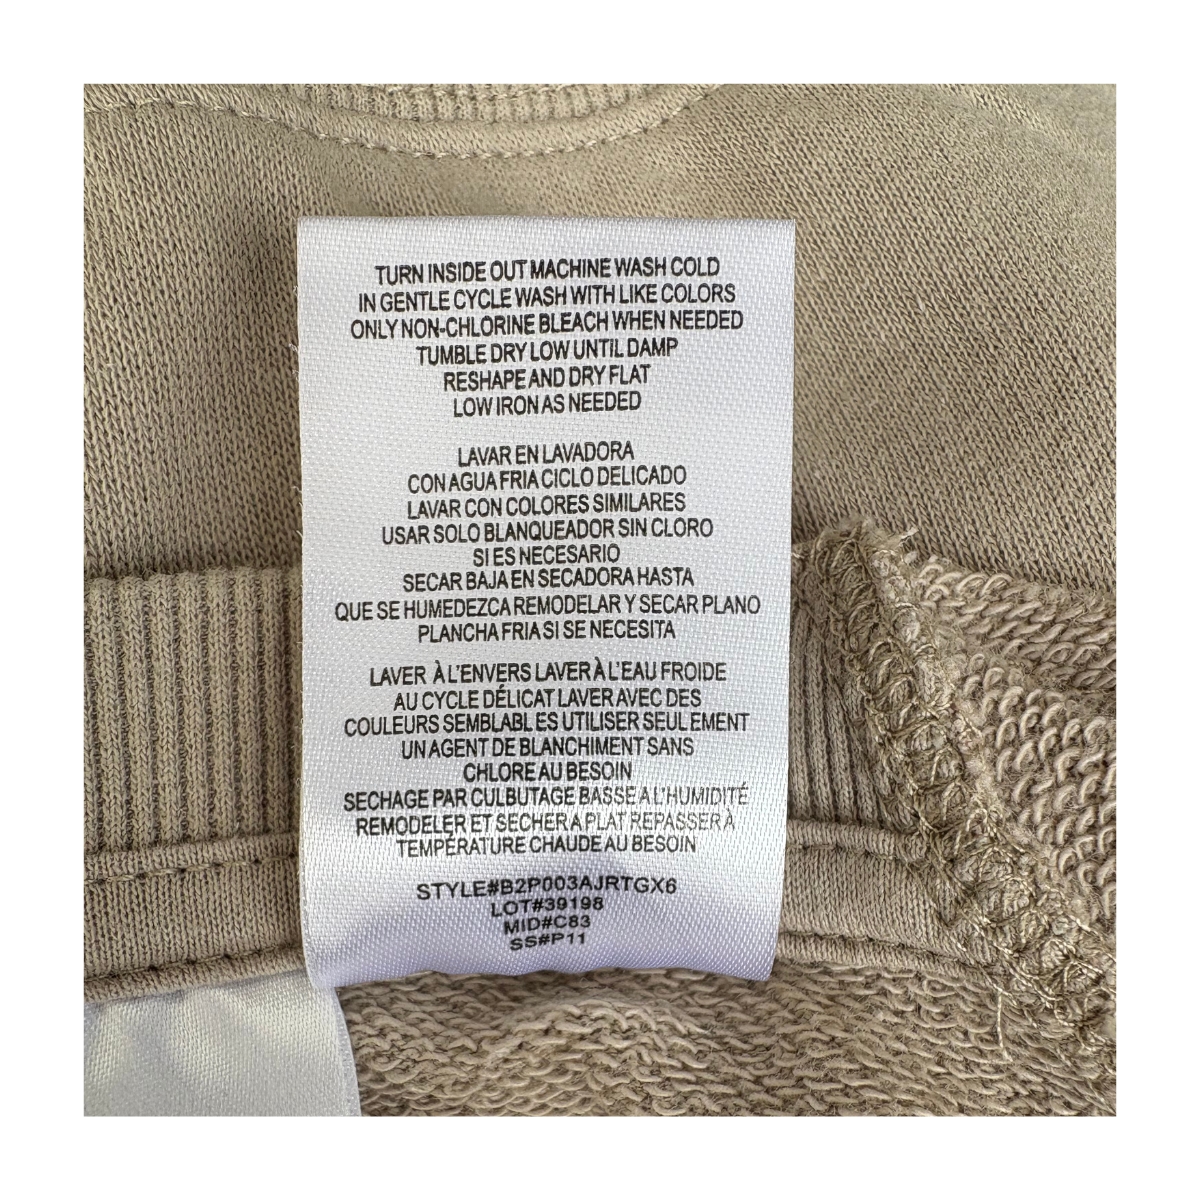 TURN INSIDE OUT MACHINE WASH COLD
IN GENTLE CYCLE WASH WITH LIKE COLORS
ONLY NON-CHLORINE BLEACH WHEN NEEDED
TUMBLE DRY LOW UNTIL DAMP
RESHAPE AND DRY FLAT
LOW IRON AS NEEDED
LAVAR EN LAVADORA
CON AGUA FRIA CICLO DELICADO
LAVAR CON COLORES SIMILARES
USAR SOLO BLANQUEADOR SIN CLORO
SI ES NECESARIO
SECAR BAJA EN SECADORA HASTA
QUE SE HUMEDEZCA REMODELAR Y SECAR PLANO
PLANCHA FRIA SI SE NECESITA
LAVER À L'ENVERS LAVER À L'EAU FROIDE
AU CYCLE DÉLICAT LAVER AVEC DES
COULEURS SEMBLABLES UTILISER SEULEMENT
UN AGENT DE BLANCHIMENT SANS
CHLORE AU BESOIN
SECHAGE PAR CULBUTAGE BASSE A L'HUMIDITÉ
REMODELER ET SECHER A PLAT REPASSER À
TEMPÉRATURE CHAUDE AU BESOIN
STYLE#B2P003AJRTGX6
LOT#39198
MID#C83
SS#P11